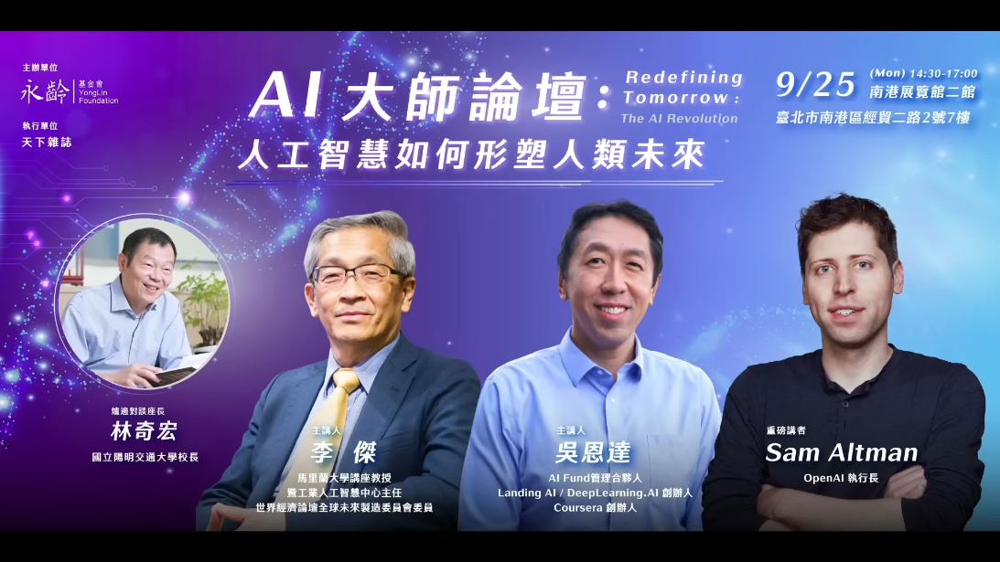 主辦單位
永齡 基金會
YongLin
Foundation
執行單位
天下雜誌
AI 大師論壇：
Redefining
Tomorrow :
The AI Revolution
人工智慧如何形塑人類未來
9/25 (Mon) 14:30-17:00
南港展覽館二館
臺北市南港區經貿二路2號7樓
爐邊對談座長
林奇宏
國立陽明交通大學校長
主講人
李 傑
馬里蘭大學講座教授
暨工業人工智慧中心主任
世界經濟論壇全球未來製造委員會委員
主講人
吳恩達
AI Fund管理合夥人
Landing AI / DeepLearning.AI 創辦人
Coursera 創辦人
重磅講者
Sam Altman
OpenAI 執行長